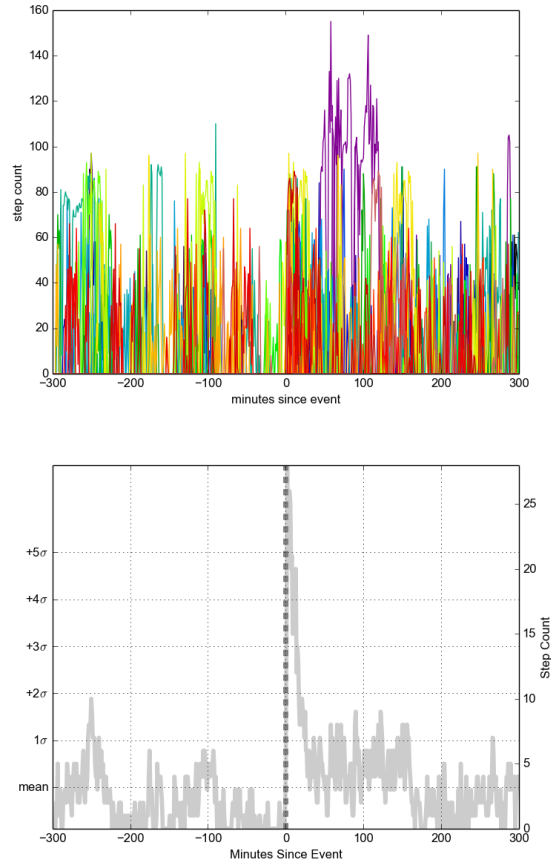 160
140
120
100
80
60
40
20
0
step count
−300 −200 −100 0 100 200 300
minutes since event
+5σ
+4σ
+3σ
+2σ
1σ
mean
25
20
15
10
5
0
Step Count
−300 −200 −100 0 100 200 300
Minutes Since Event